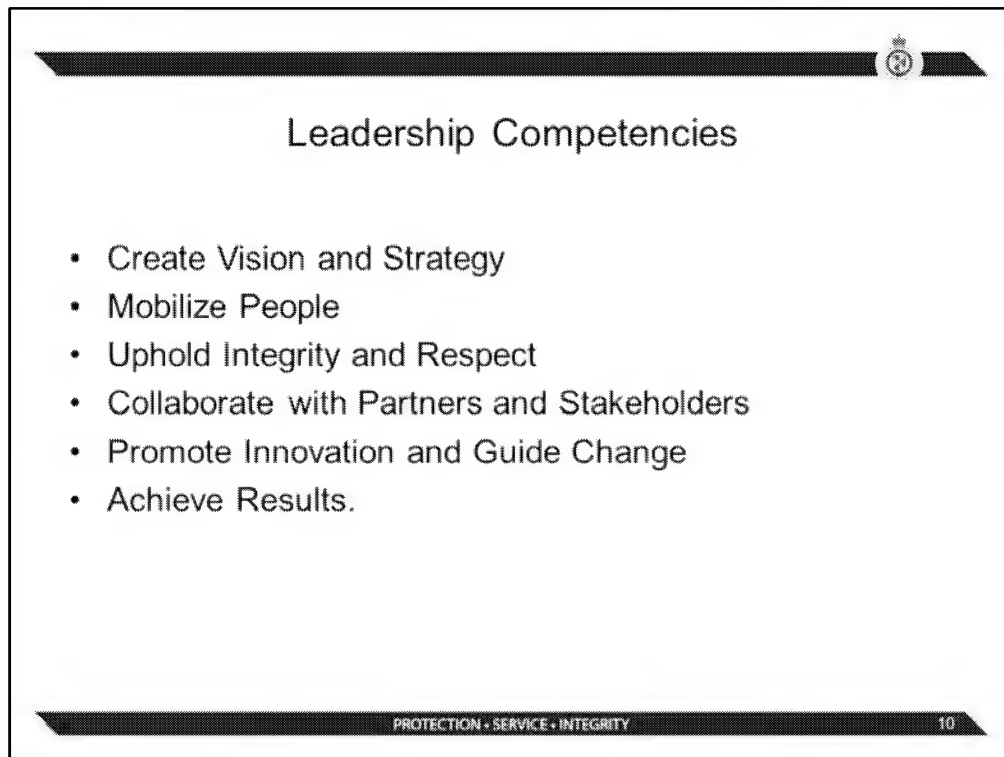 Leadership Competencies
• Create Vision and Strategy
• Mobilize People
• Uphold Integrity and Respect
• Collaborate with Partners and Stakeholders
• Promote Innovation and Guide Change
• Achieve Results.
PROTECTION • SERVICE • INTEGRITY
10